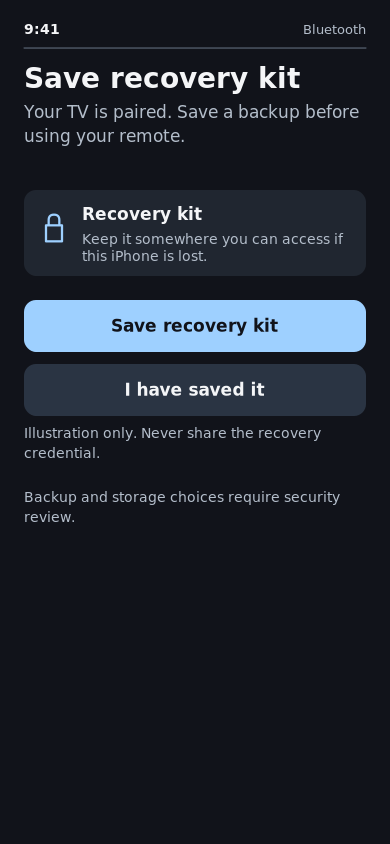 9:41 Bluetooth
Save recovery kit
Your TV is paired. Save a backup before
using your remote.
Recovery kit
Keep it somewhere you can access if
this iPhone is lost.
Save recovery kit
I have saved it
Illustration only. Never share the recovery
credential.
Backup and storage choices require security
review.